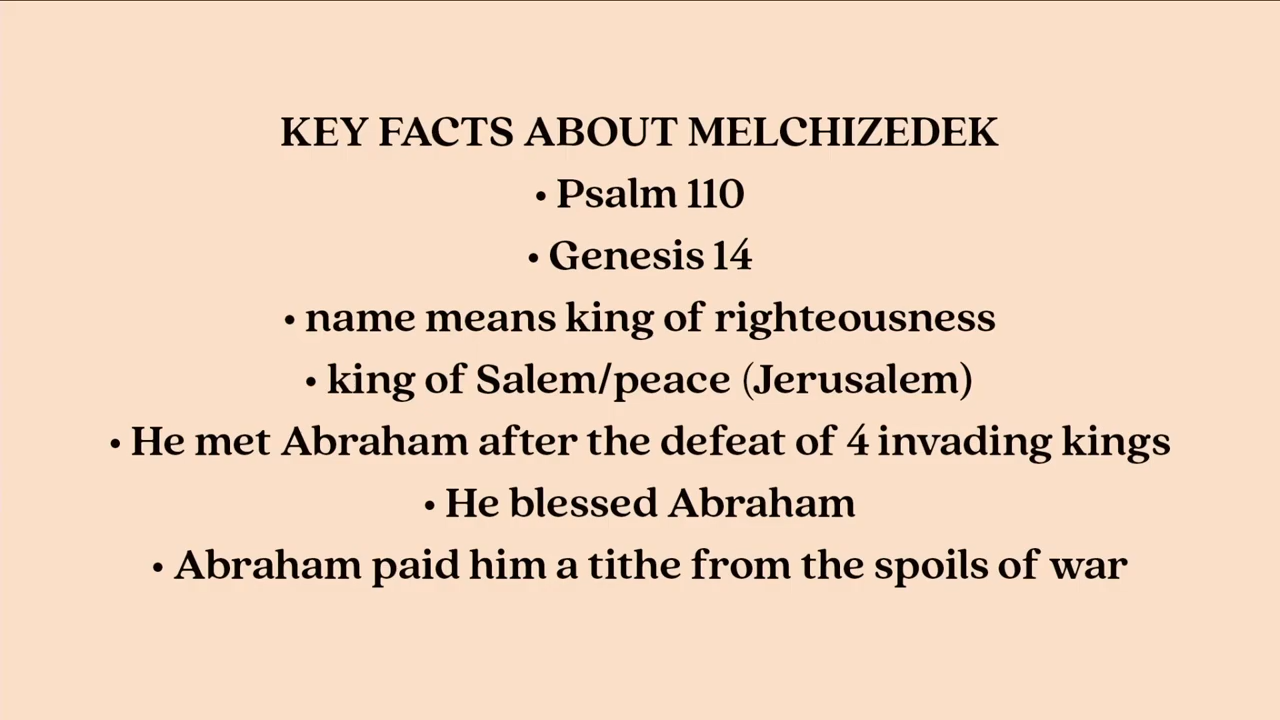 KEY FACTS ABOUT MELCHIZEDEK
• Psalm 110
• Genesis 14
• name means king of righteousness
• king of Salem/peace (Jerusalem)
• He met Abraham after the defeat of 4 invading kings
• He blessed Abraham
• Abraham paid him a tithe from the spoils of war